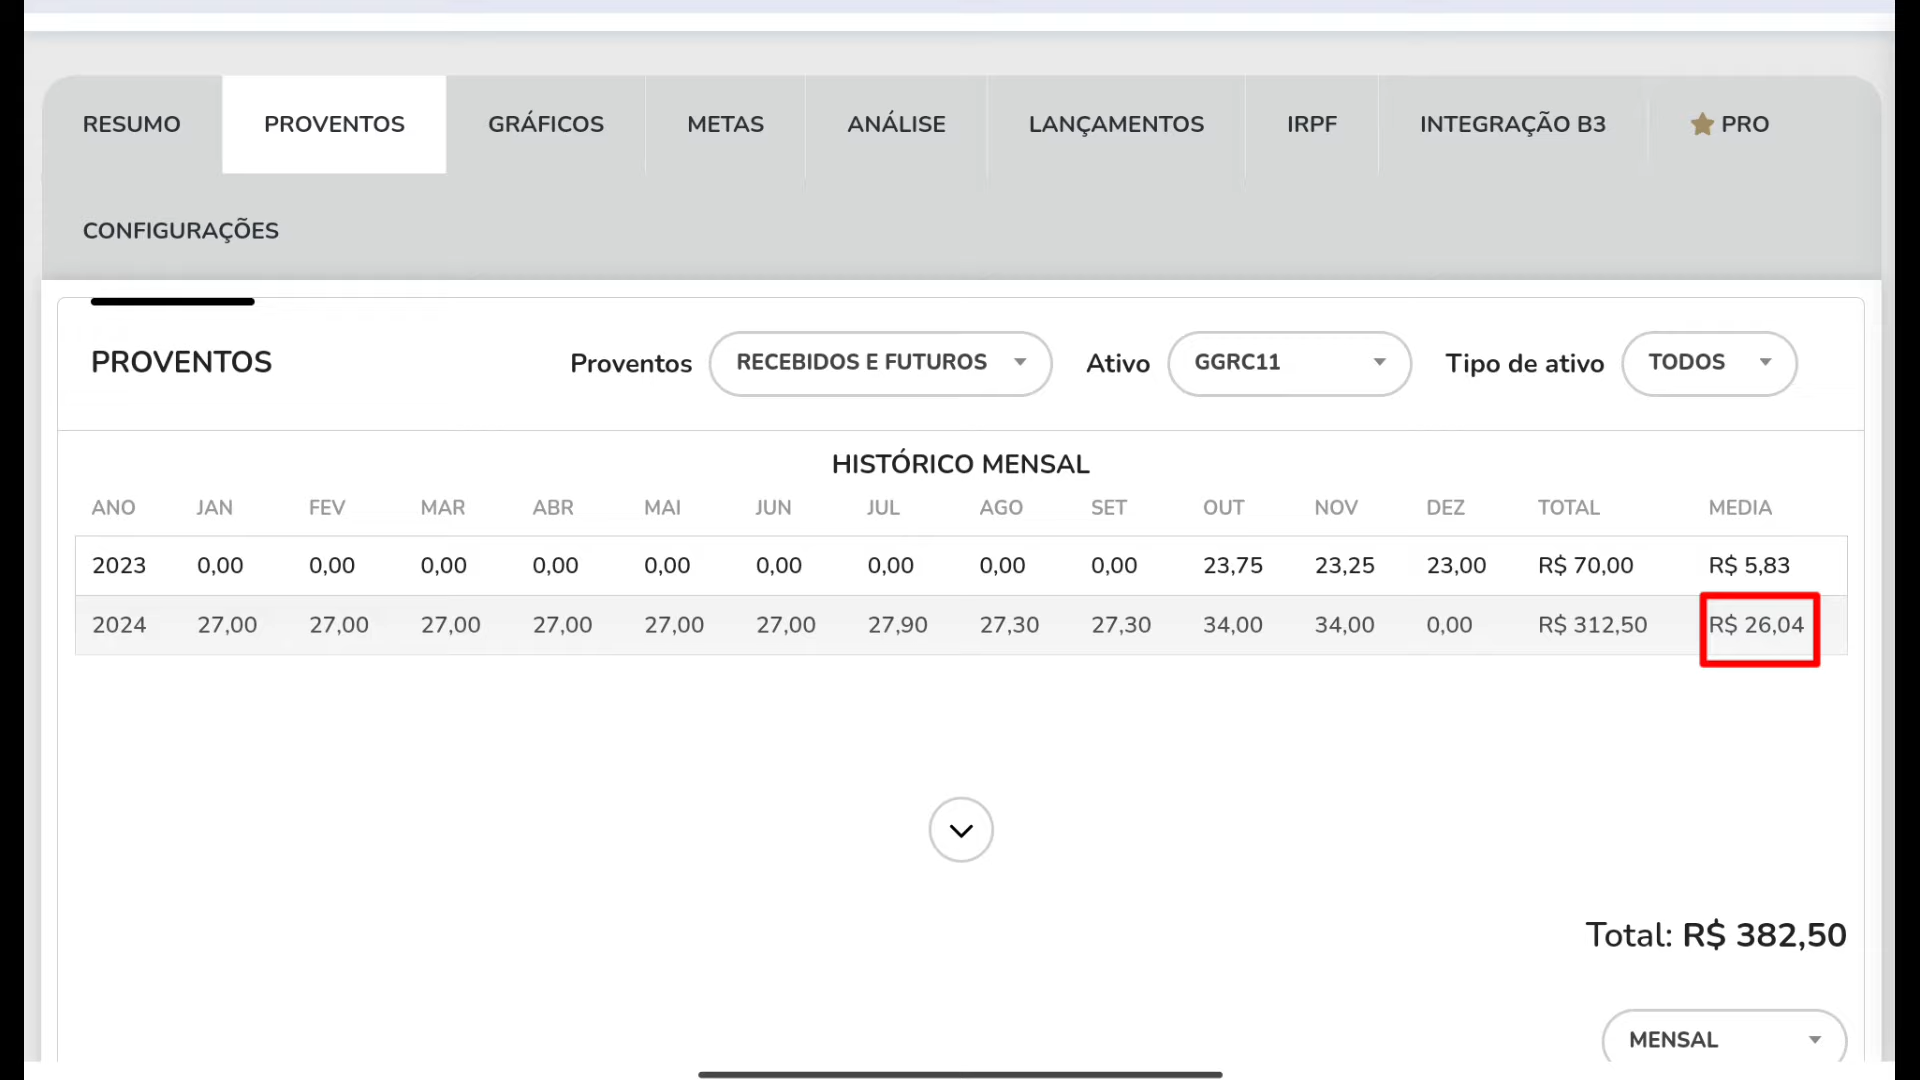 RESUMO PROVENTOS GRÁFICOS METAS ANÁLISE LANÇAMENTOS IRPF INTEGRAÇÃO B3 PRO
CONFIGURAÇÕES
PROVENTOS Proventos RECEBIDOS E FUTUROS Ativo GGRC11 Tipo de ativo TODOS
HISTÓRICO MENSAL
ANO JAN FEV MAR ABR MAI JUN JUL AGO SET OUT NOV DEZ TOTAL MEDIA
2023 0,00 0,00 0,00 0,00 0,00 0,00 0,00 0,00 0,00 23,75 23,25 23,00 R$ 70,00 R$ 5,83
2024 27,00 27,00 27,00 27,00 27,00 27,00 27,90 27,30 27,30 34,00 34,00 0,00 R$ 312,50 R$ 26,04
Total: R$ 382,50
MENSAL